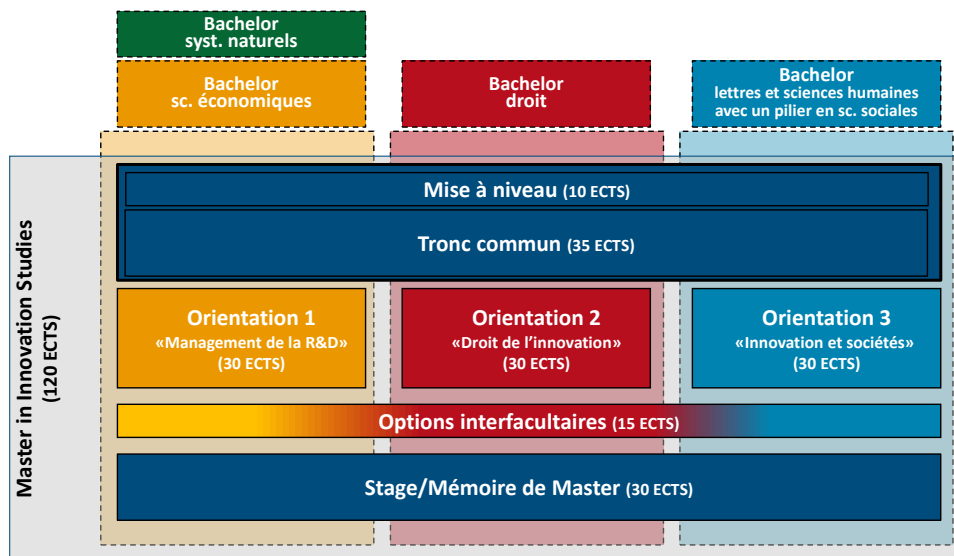 Bachelor
syst. naturels
Bachelor
sc. économiques
Bachelor
droit
Bachelor
lettres et sciences humaines
avec un pilier en sc. sociales
Master in Innovation Studies
(120 ECTS)
Mise à niveau (10 ECTS)
Tronc commun (35 ECTS)
Orientation 1
«Management de la R&D»
(30 ECTS)
Orientation 2
«Droit de l’innovation»
(30 ECTS)
Orientation 3
«Innovation et sociétés»
(30 ECTS)
Options interfacultaires (15 ECTS)
Stage/Mémoire de Master (30 ECTS)